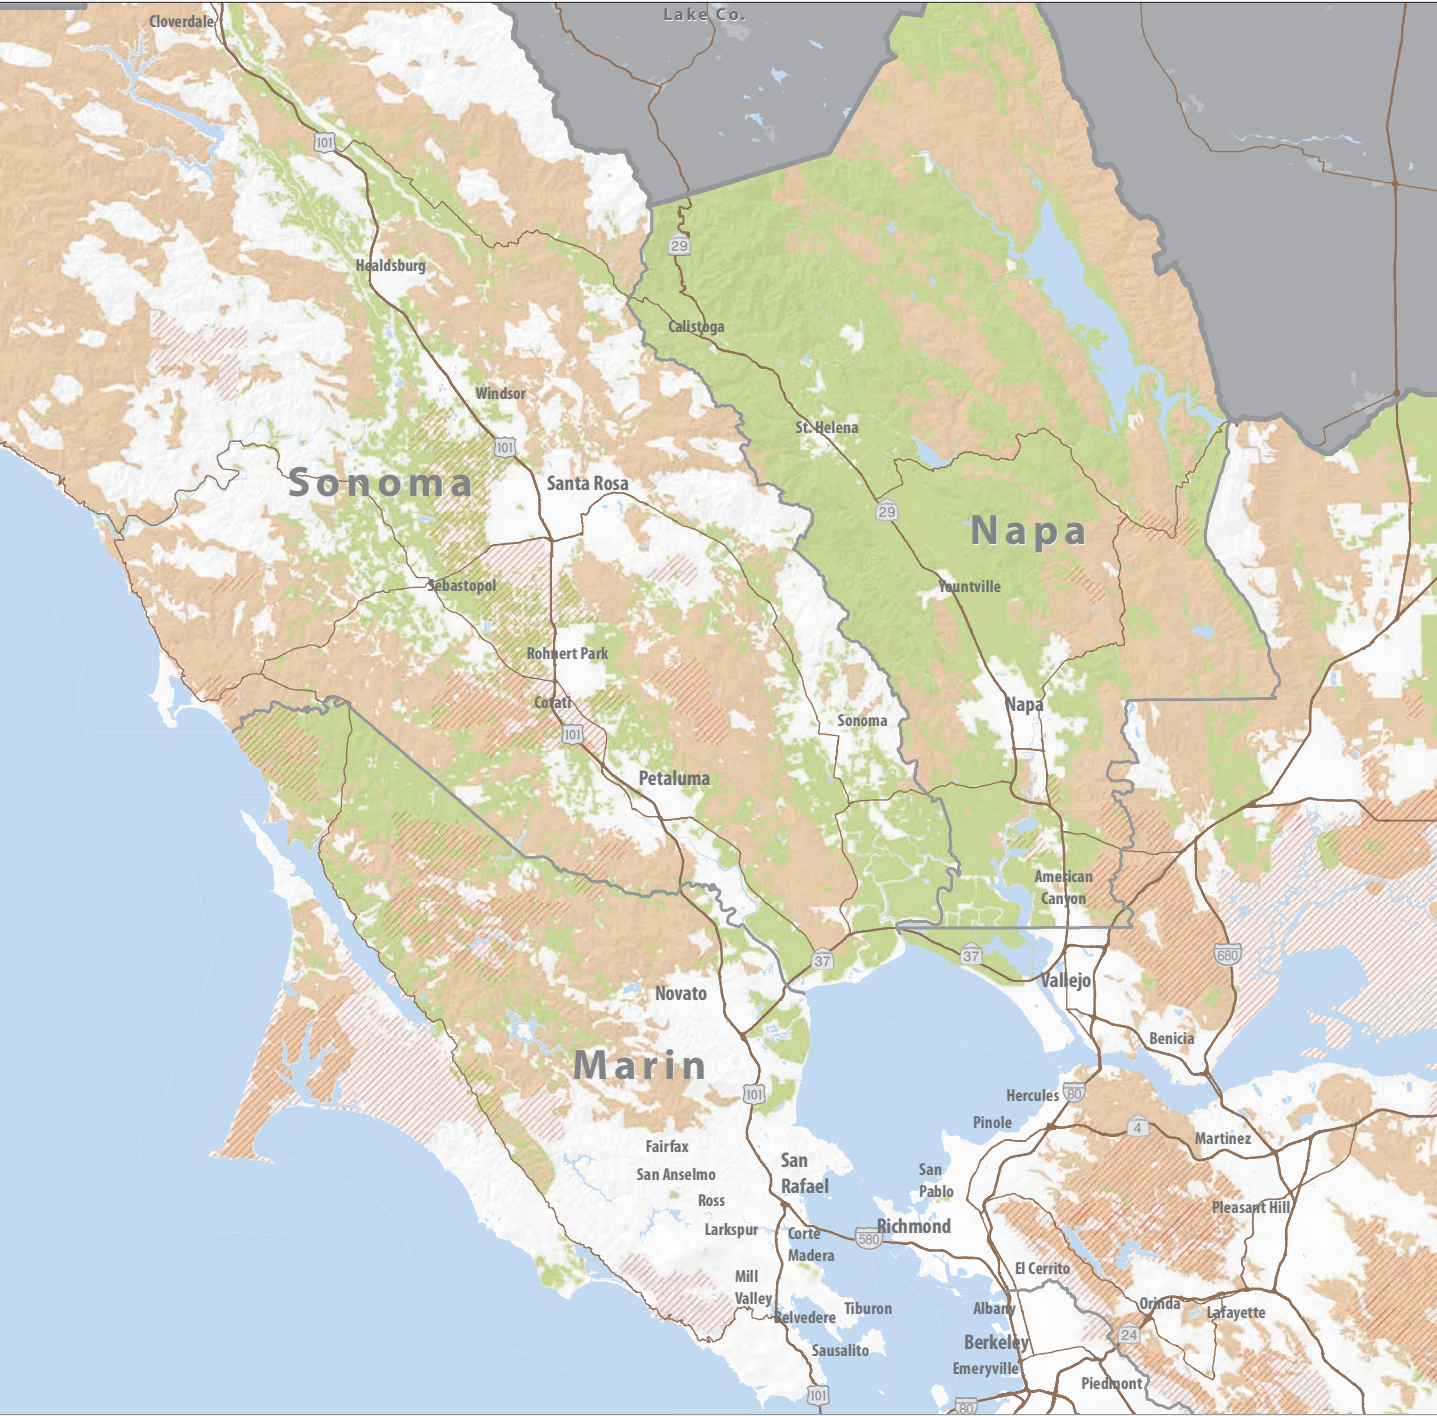 Lake Co.
Cloverdale
101
29
Healdsburg
Calistoga
Windsor
St. Helena
101
Sonoma
Santa Rosa
29
Napa
Sebastopol
Yountville
Rohnert Park
Cotati
Napa
Sonoma
101
Petaluma
American
Canyon
37
37
680
Vallejo
Novato
Benicia
Marin
101
Hercules
80
Pinole
4
Martinez
Fairfax
San
Rafael
San Anselmo
San
Pablo
Ross
Pleasant Hill
Larkspur
Corte
Madera
580
Richmond
El Cerrito
Mill
Valley
Tiburon
Belvedere
Albany
Orinda
Lafayette
24
Sausalito
Berkeley
Emeryville
Piedmont
101
80